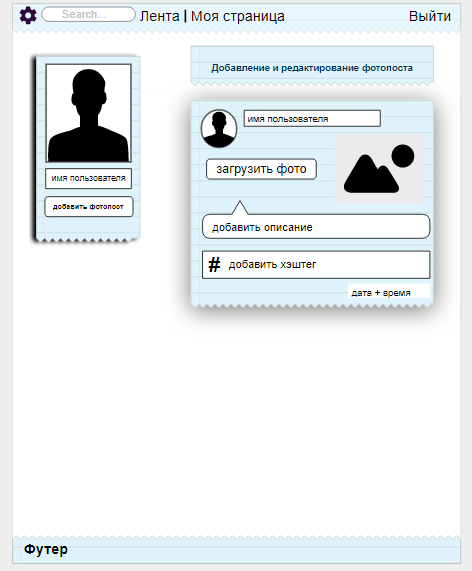 Search...
Лента | Моя страница
Выйти
имя пользователя
добавить фотопост
Добавление и редактирование фотопоста
имя пользователя
загрузить фото
добавить описание
# добавить хэштег
дата + время
Футер